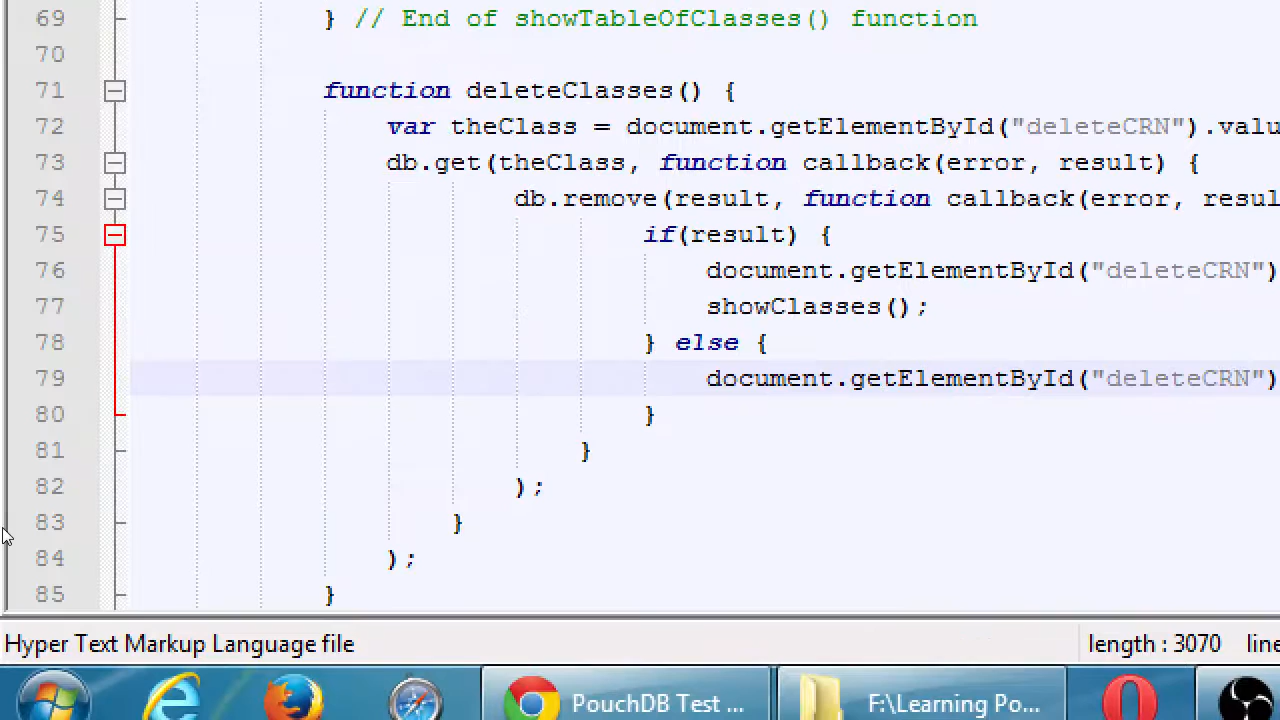 69 } // End of showTableOfClasses() function
70
71 function deleteClasses() {
72 var theClass = document.getElementById("deleteCRN").valu
73 db.get(theClass, function callback(error, result) {
74 db.remove(result, function callback(error, resul
75 if(result) {
76 document.getElementById("deleteCRN")
77 showClasses();
78 } else {
79 document.getElementById("deleteCRN")
80 }
81 }
82 );
83 }
84 );
85 }
Hyper Text Markup Language file length : 3070 line
PouchDB Test ... F:\Learning Po...